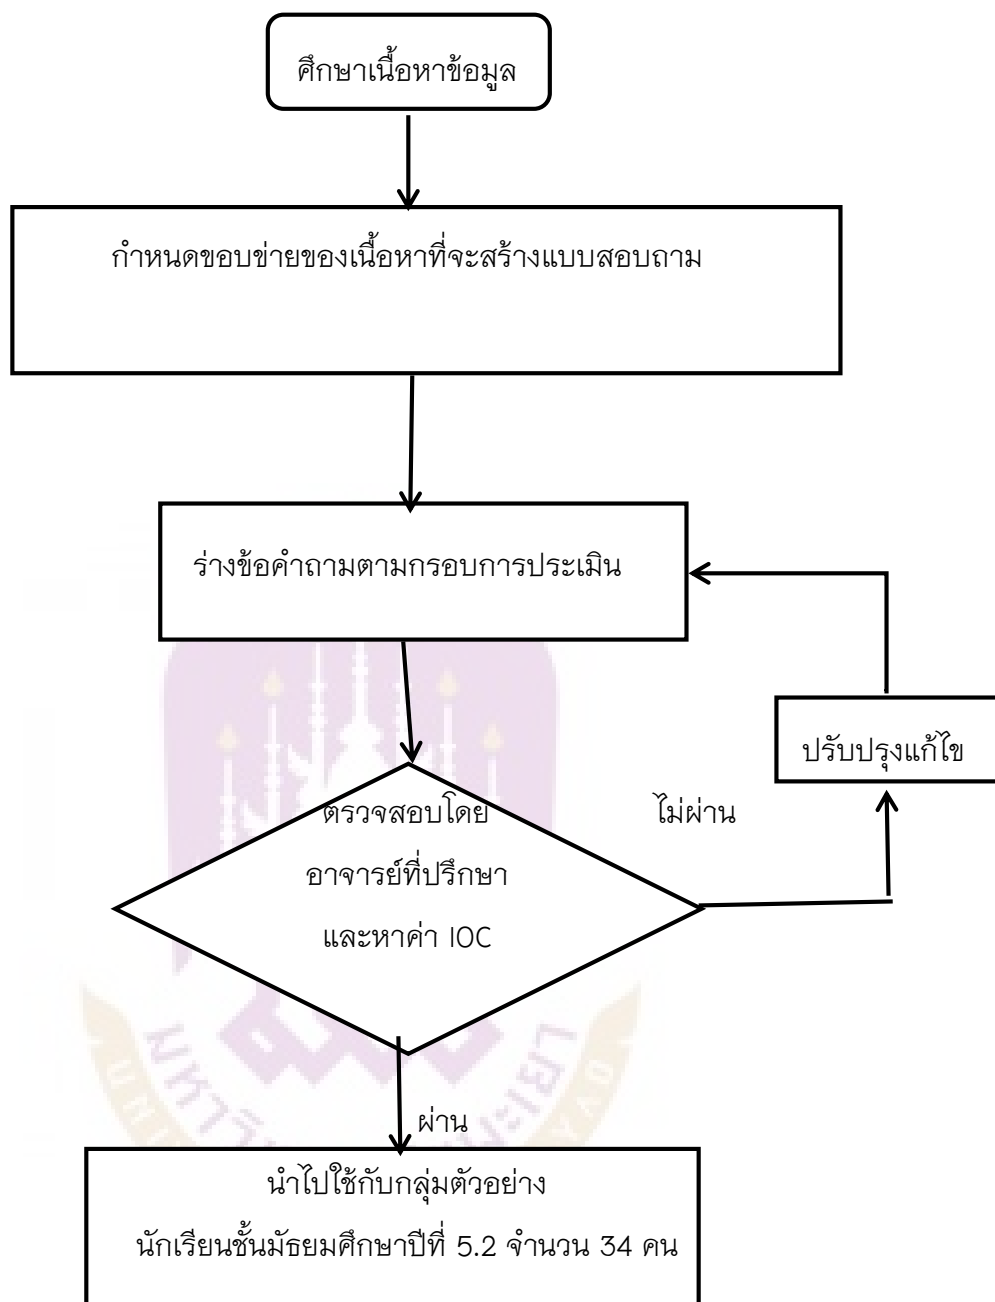 ศึกษาเนื้อหาข้อมูล
กำหนดขอบข่ายของเนื้อหาที่จะสร้างแบบสอบถาม
ร่างข้อคำถามตามกรอบการประเมิน
ปรับปรุงแก้ไข
ตรวจสอบโดย
ไม่ผ่าน
อาจารย์ที่ปรึกษา
และหาค่า IOC
ผ่าน
นำไปใช้กับกลุ่มตัวอย่าง
นักเรียนชั้นมัธยมศึกษาปีที่ 5.2 จำนวน 34 คน